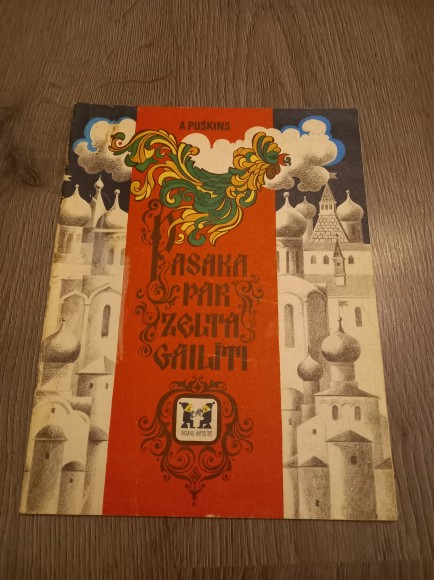 A. PUŠKINS
PASAKA
PAR
ZELTA
GAILĪTI